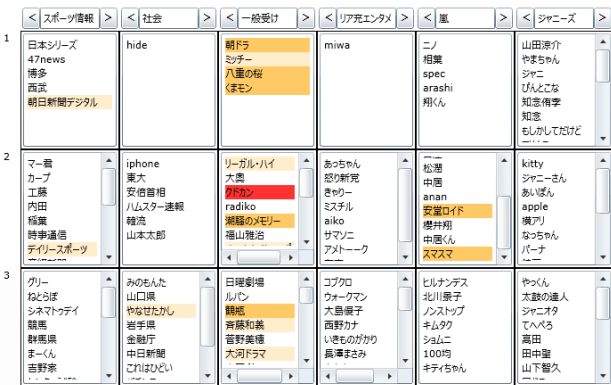 < スポーツ情報 > < 社会 > < 一般受け > < リア充エンタメ > < 嵐 > < ジャニーズ >
1
日本シリーズ
47news
博多
西武
朝日新聞デジタル
hide
朝ドラ
ミッチー
八重の桜
くまモン
miwa
ニノ
相葉
spec
arashi
翔くん
山田涼介
やまちゃん
ジャニ
ぴんとこな
知念侑李
知念
もしかしてだけど
2
マー君
カープ
工藤
内田
稲葉
時事通信
デイリースポーツ
iphone
東大
安倍首相
ハムスター速報
韓流
山本太郎
リーガル・ハイ
大奥
クドカン
radiko
潮騒のメモリー
福山雅治
あっちゃん
怒り新党
きゃりー
ミスチル
aiko
サマソニ
アメトーーク
松潤
中居
anan
安堂ロイド
櫻井翔
中居くん
スマスマ
kitty
ジャニーさん
あいぱん
apple
横アリ
なっちゃん
バーナ
3
グリー
ねとらぼ
シネマトゥデイ
競馬
群馬県
まーくん
吉野家
みのもんた
山口県
やなせたかし
岩手県
金融庁
中日新聞
これはひどい
日曜劇場
ルパン
鶴瓶
斉藤和義
菅野美穂
大河ドラマ
コブクロ
ウォークマン
大島優子
西野カナ
いきものがかり
長澤まさみ
ヒルナンデス
北川景子
ノンストップ
キムタク
ショムニ
100均
キティちゃん
やっくん
太鼓の達人
ジャニオタ
てへぺろ
高田
田中聖
山下智久